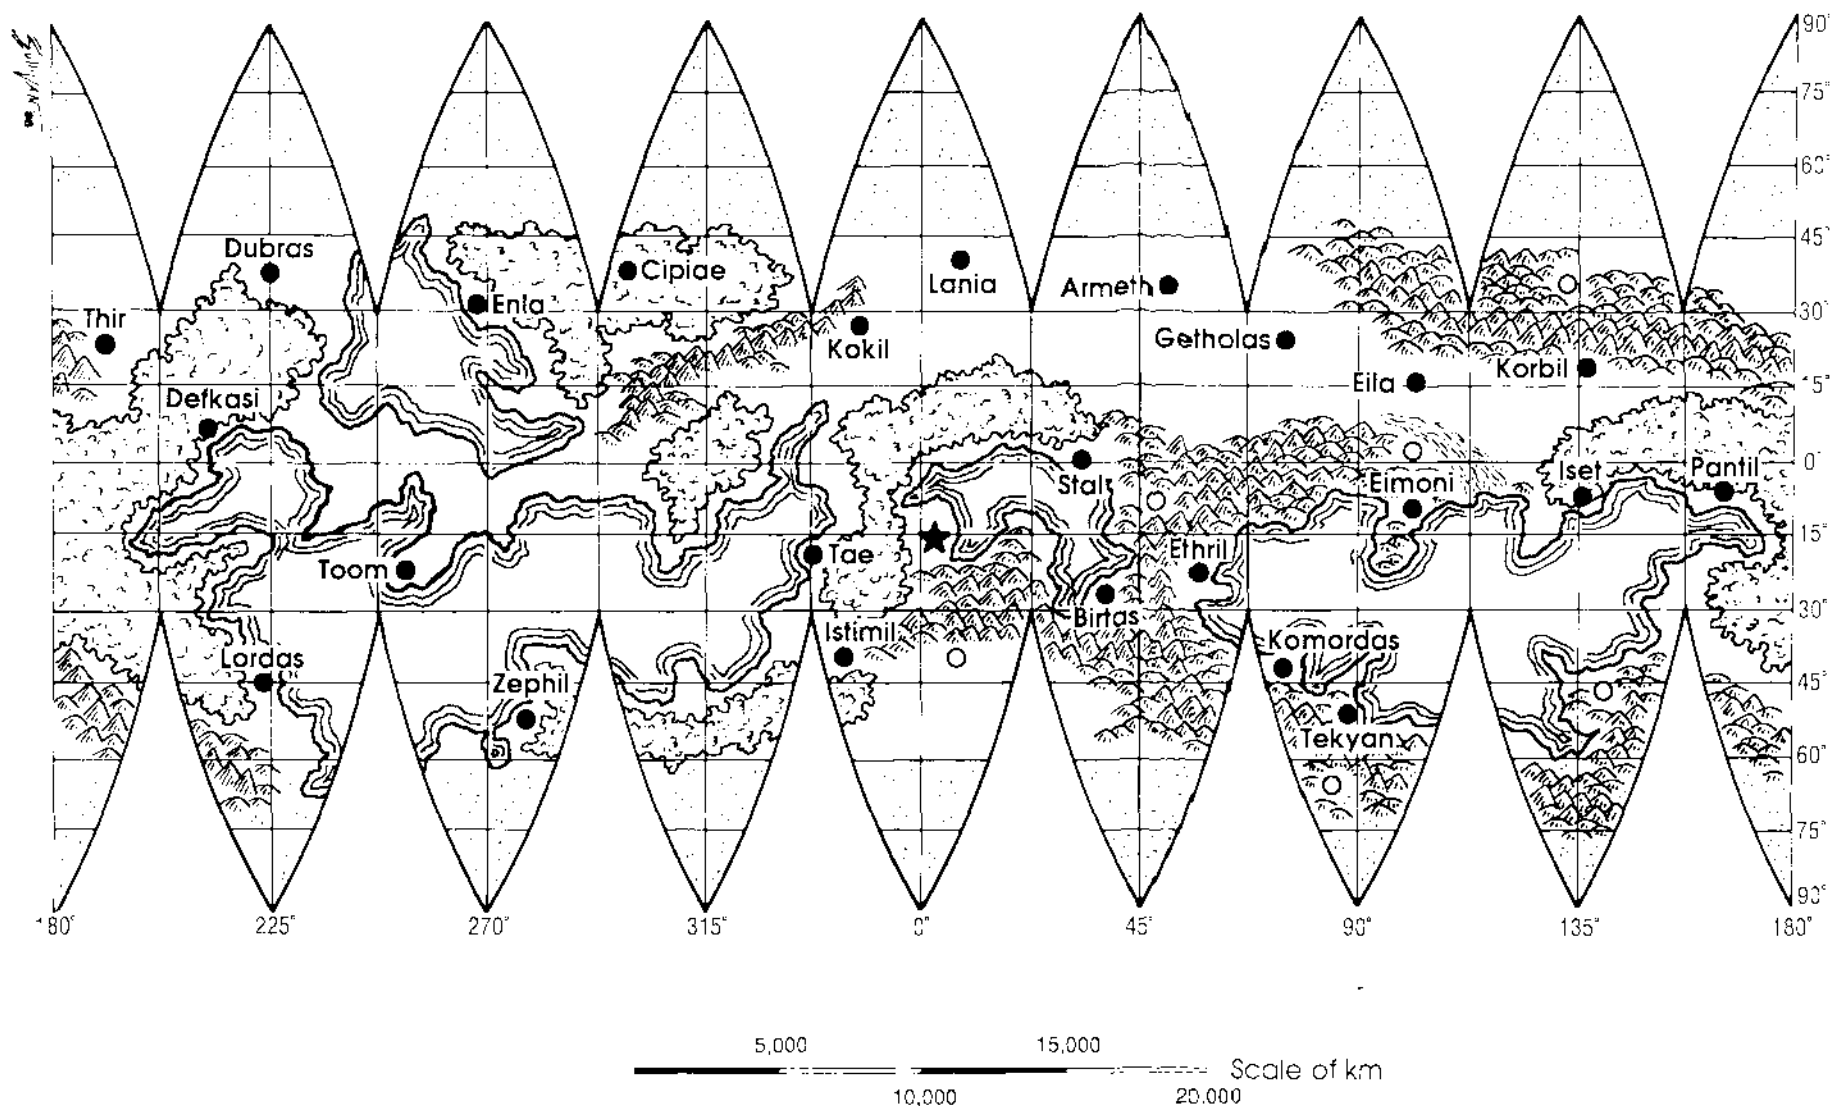 90°
75°
60°
45°
Dubras
Cipiae
Lania
Armeth
Enla
30°
Thir
Kokil
Getholas
Korbil
Eila
15°
Defkasi
0°
Stal
Eimoni
Iset
Pantil
15°
Toom
Tae
Ethril
Birtas
30°
Istimil
Komordas
Lordas
45°
Zephil
Tekyan
60°
75°
90°
180° 225° 270° 315° 0° 45° 90° 135° 180°
5,000 15,000
Scale of km
10,000 20,000